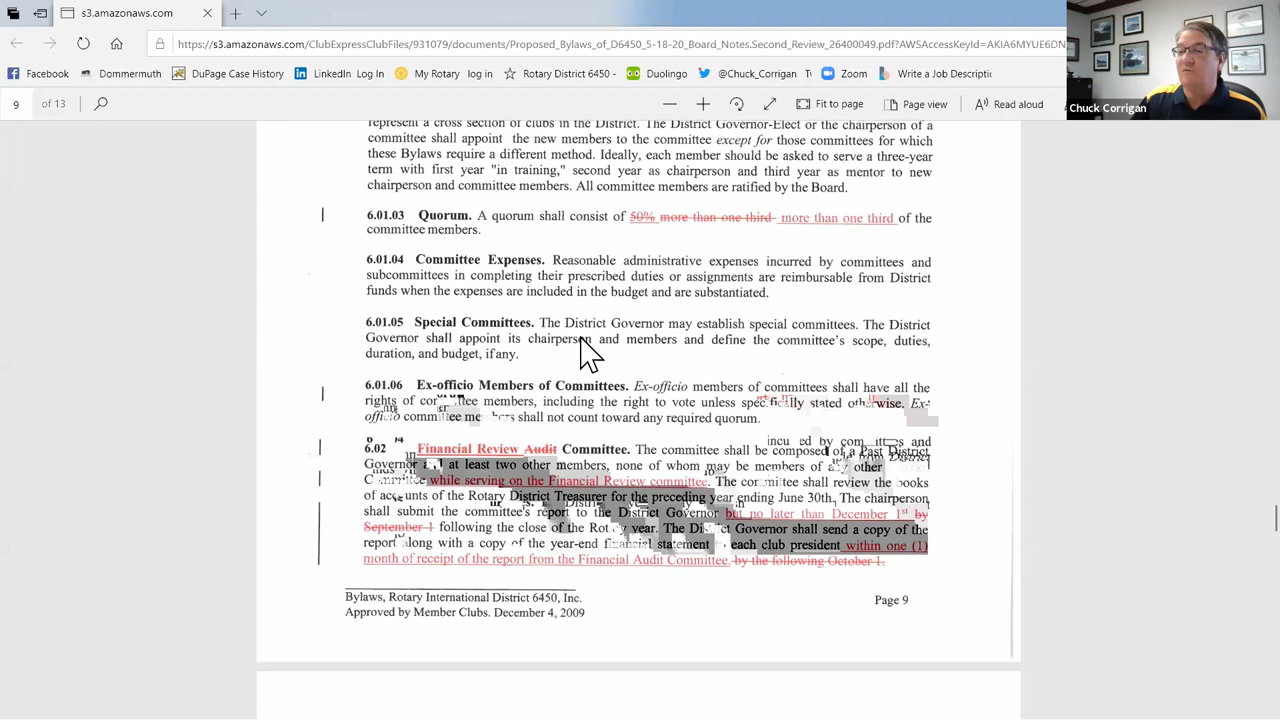 s3.amazonaws.com
https://s3.amazonaws.com/ClubExpressClubFiles/931079/documents/Proposed_Bylaws_of_D6450_5-18-20_Board_Notes.Second_Review_26400049.pdf?AWSAccessKeyId=AKIA6MYUE6DN
Facebook Dommermuth DuPage Case History LinkedIn Log In My Rotary log in Rotary District 6450 - Duolingo @Chuck_Corrigan Zoom Write a Job Descriptic
9 of 13 Fit to page Page view Read aloud
Chuck Corrigan
represent a cross section of clubs in the District. The District Governor-Elect or the chairperson of a
committee shall appoint the new members to the committee except for those committees for which
these Bylaws require a different method. Ideally, each member should be asked to serve a three-year
term with first year "in training," second year as chairperson and third year as mentor to new
chairperson and committee members. All committee members are ratified by the Board.
6.01.03 Quorum. A quorum shall consist of 50% more than one third more than one third of the
committee members.
6.01.04 Committee Expenses. Reasonable administrative expenses incurred by committees and
subcommittees in completing their prescribed duties or assignments are reimbursable from District
funds when the expenses are included in the budget and are substantiated.
6.01.05 Special Committees. The District Governor may establish special committees. The District
Governor shall appoint its chairperson and members and define the committee's scope, duties,
duration, and budget, if any.
6.01.06 Ex-officio Members of Committees. Ex-officio members of committees shall have all the
rights of committee members, including the right to vote unless specifically stated otherwise. Ex-
officio committee shall not count toward any required quorum.
6.02 Financial Review Audit Committee. The committee shall be composed of a Past District
Governor and at least two other members, none of whom may be members of other
while serving on the Financial Review committee. The committee shall review the books
of accounts of the Rotary District Treasurer for the preceding year ending June 30th. The chairperson
shall submit the committee's report to the District Governor but no later than December 1st by
September 1 following the close of the Rotary year. The District Governor shall send a copy of the
report along with a copy of the year-end financial statement each club president within one (1)
month of receipt of the report from the Financial Audit Committee. by the following October 1.
Bylaws, Rotary International District 6450, Inc.
Approved by Member Clubs. December 4, 2009
Page 9